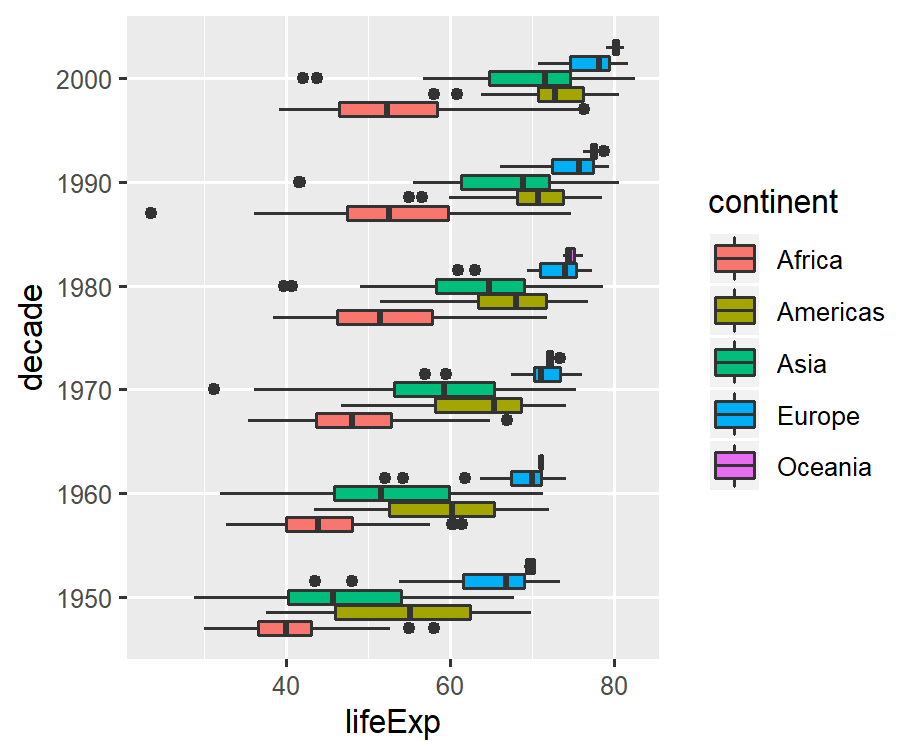 2000
1990
1980
1970
1960
1950
decade
40 60 80
lifeExp
continent
Africa
Americas
Asia
Europe
Oceania